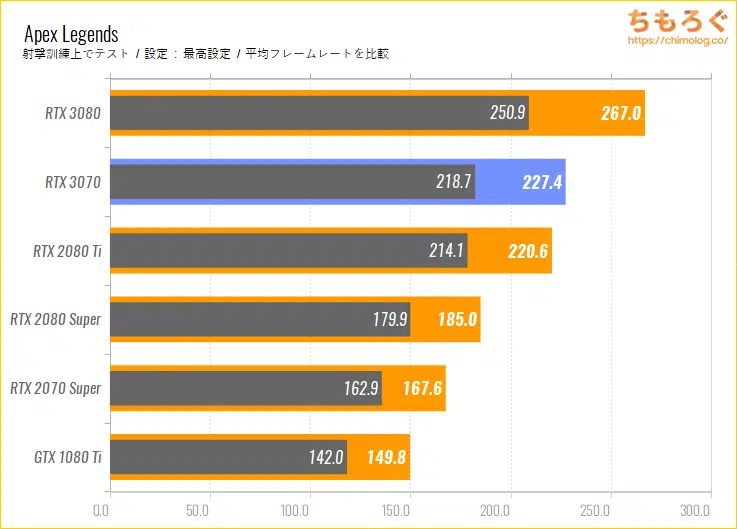 Apex Legends
ちもろぐ
https://chimolog.co/
射撃訓練上でテスト / 設定 : 最高設定 / 平均フレームレートを比較
RTX 3080 250.9 267.0
RTX 3070 218.7 227.4
RTX 2080 Ti 214.1 220.6
RTX 2080 Super 179.9 185.0
RTX 2070 Super 162.9 167.6
GTX 1080 Ti 142.0 149.8
0.0 50.0 100.0 150.0 200.0 250.0 300.0